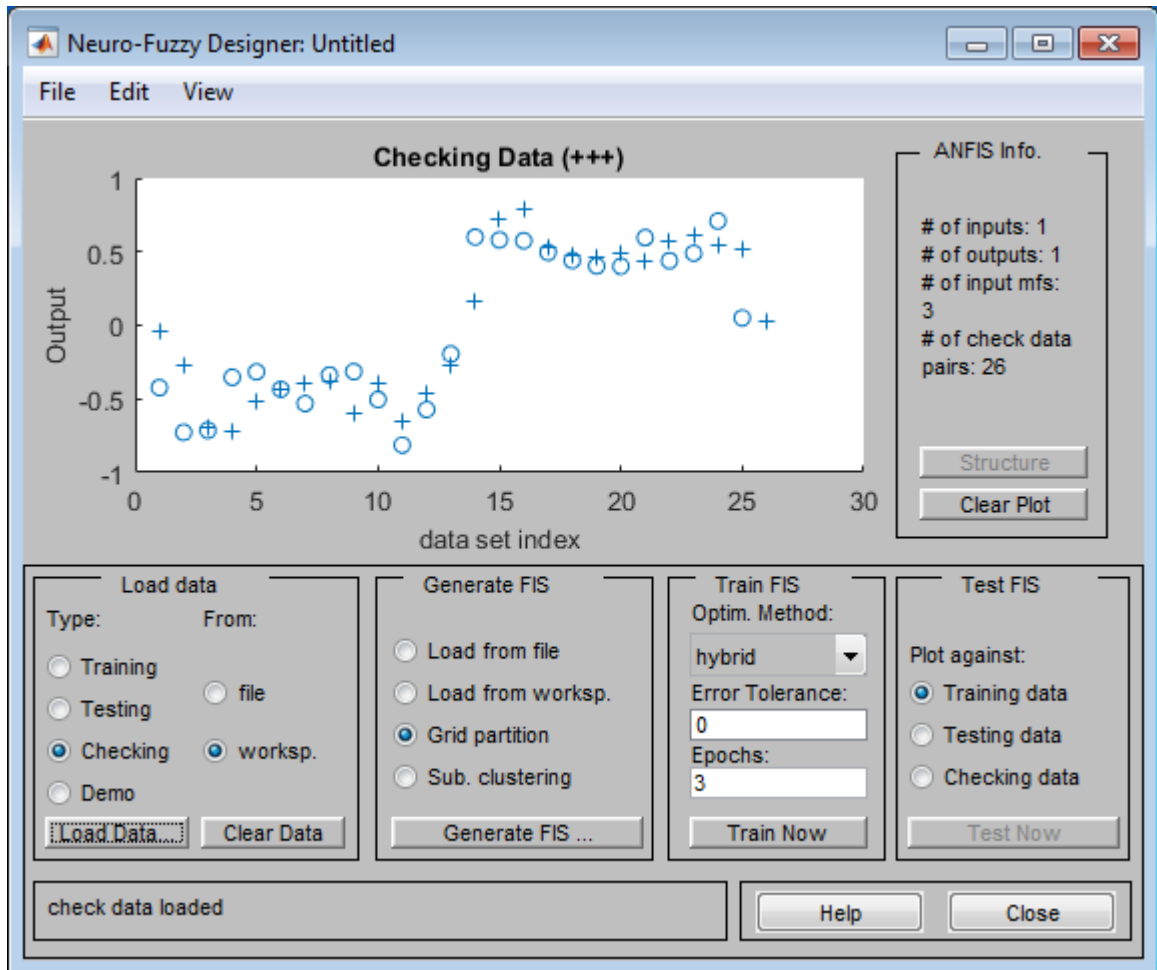 Neuro-Fuzzy Designer: Untitled
File Edit View
Checking Data (+++)
1
0.5
0
-0.5
-1
Output
0 5 10 15 20 25 30
data set index
ANFIS Info.
# of inputs: 1
# of outputs: 1
# of input mfs:
3
# of check data
pairs: 26
Structure
Clear Plot
Load data
Type: From:
Training
Testing
Checking
Demo
file
worksp.
Load Data...
Clear Data
Generate FIS
Load from file
Load from worksp.
Grid partition
Sub. clustering
Generate FIS ...
Train FIS
Optim. Method:
hybrid
Error Tolerance:
0
Epochs:
3
Train Now
Test FIS
Plot against:
Training data
Testing data
Checking data
Test Now
check data loaded
Help
Close